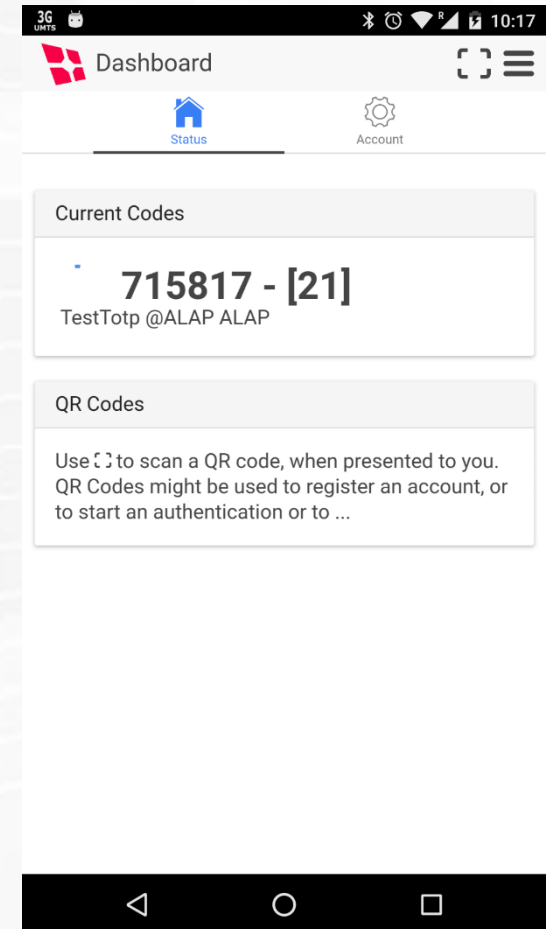 3G
UMTS
R
10:17
Dashboard
Status
Account
Current Codes
715817 - [21]
TestTotp @ALAP ALAP
QR Codes
Use to scan a QR code, when presented to you.
QR Codes might be used to register an account, or
to start an authentication or to ...